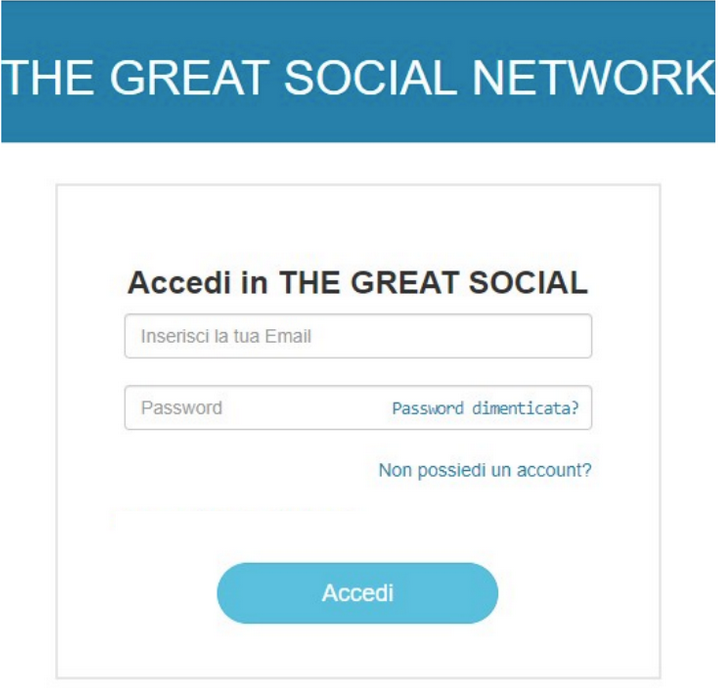 THE GREAT SOCIAL NETWORK
Accedi in THE GREAT SOCIAL
Inserisci la tua Email
Password Password dimenticata?
Non possiedi un account?
Accedi